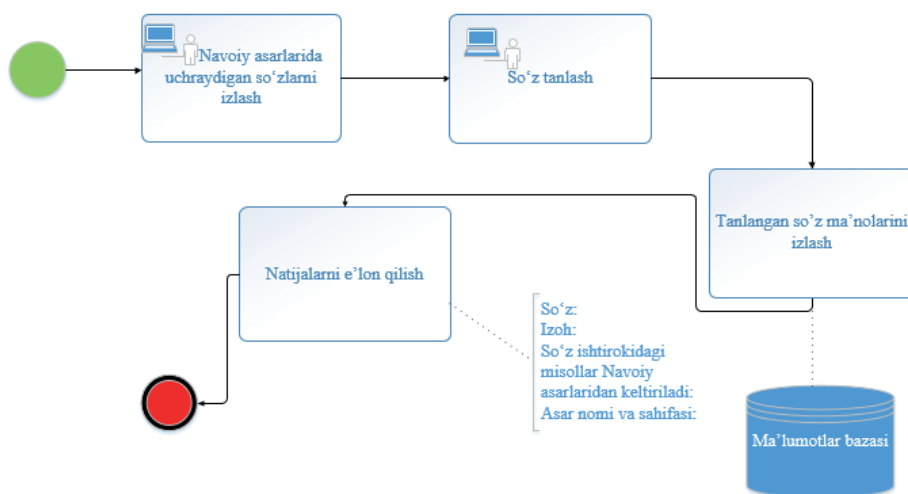 Navoiy asarlarida
uchraydigan so‘zlarni
izlash
So‘z tanlash
Tanlangan so‘z ma’nolarini
izlash
Natijalarni e’lon qilish
So‘z:
Izoh:
So‘z ishtirokidagi
misollar Navoiy
asarlaridan keltiriladi:
Asar nomi va sahifasi:
Ma’lumotlar bazasi